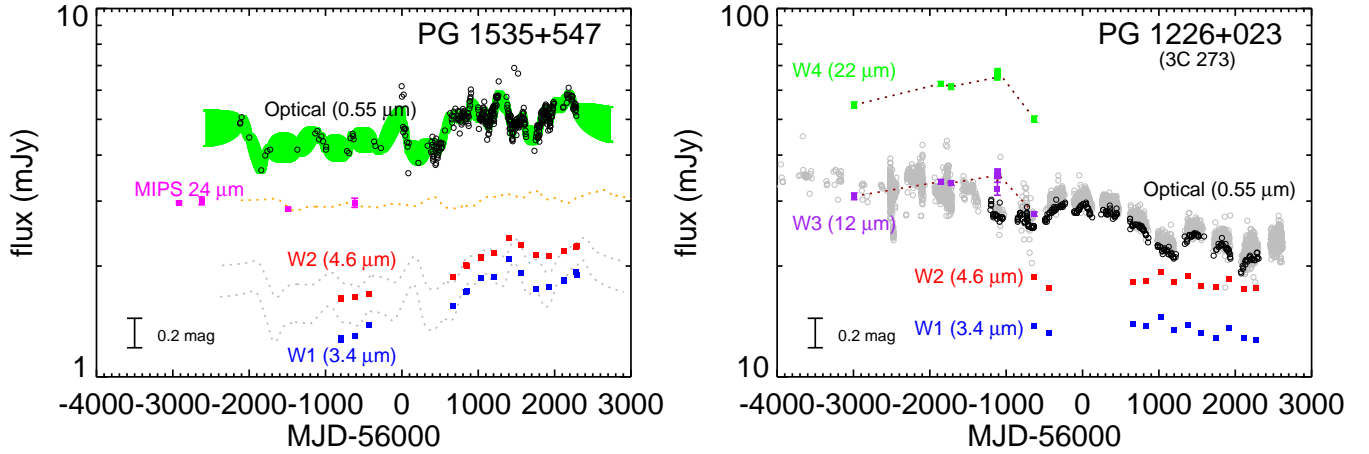 PG 1535+547
Optical (0.55 μm)
MIPS 24 μm
W2 (4.6 μm)
W1 (3.4 μm)
0.2 mag
flux (mJy)
10
1
-4000-3000-2000-1000 0 1000 2000 3000
MJD-56000
PG 1226+023
(3C 273)
W4 (22 μm)
Optical (0.55 μm)
W3 (12 μm)
W2 (4.6 μm)
W1 (3.4 μm)
0.2 mag
flux (mJy)
100
10
-4000-3000-2000-1000 0 1000 2000 3000
MJD-56000